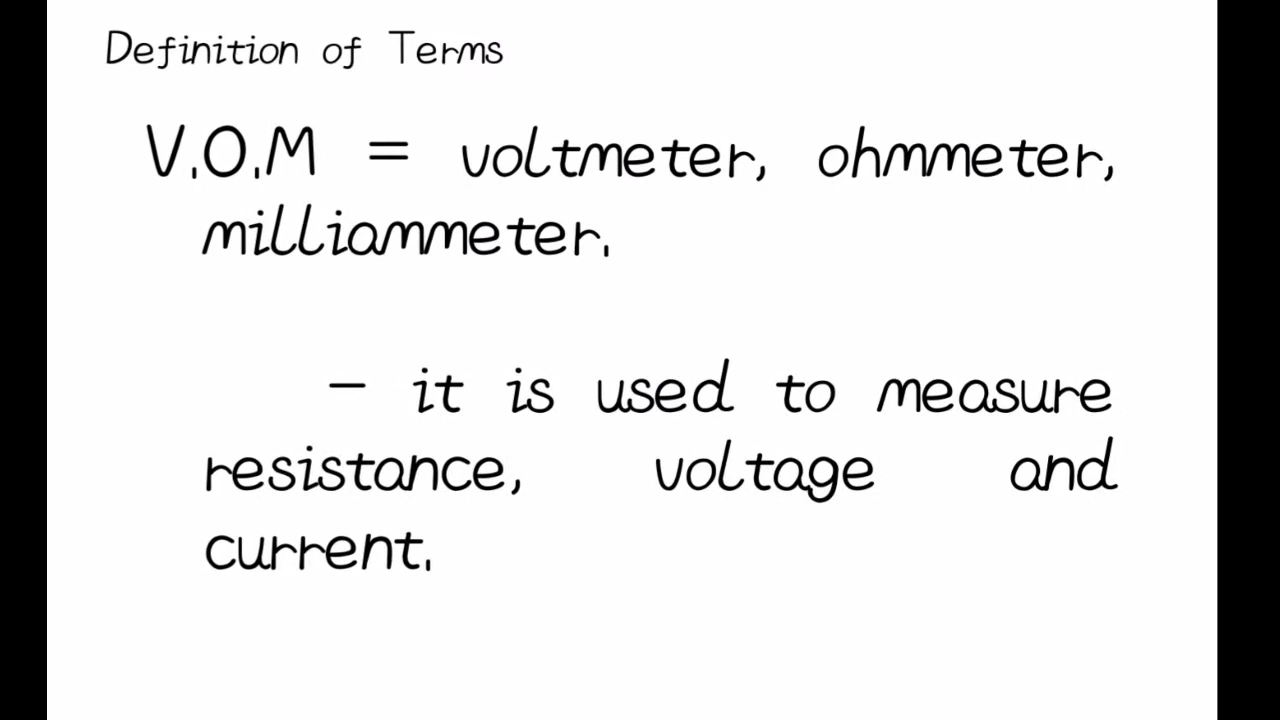 Definition of Terms
V.O.M = voltmeter, ohmmeter,
milliammeter.
- it is used to measure
resistance, voltage and
current.